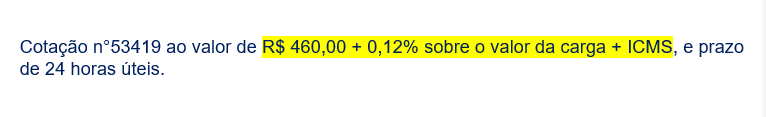 Cotação n°53419 ao valor de R$ 460,00 + 0,12% sobre o valor da carga + ICMS, e prazo
de 24 horas úteis.